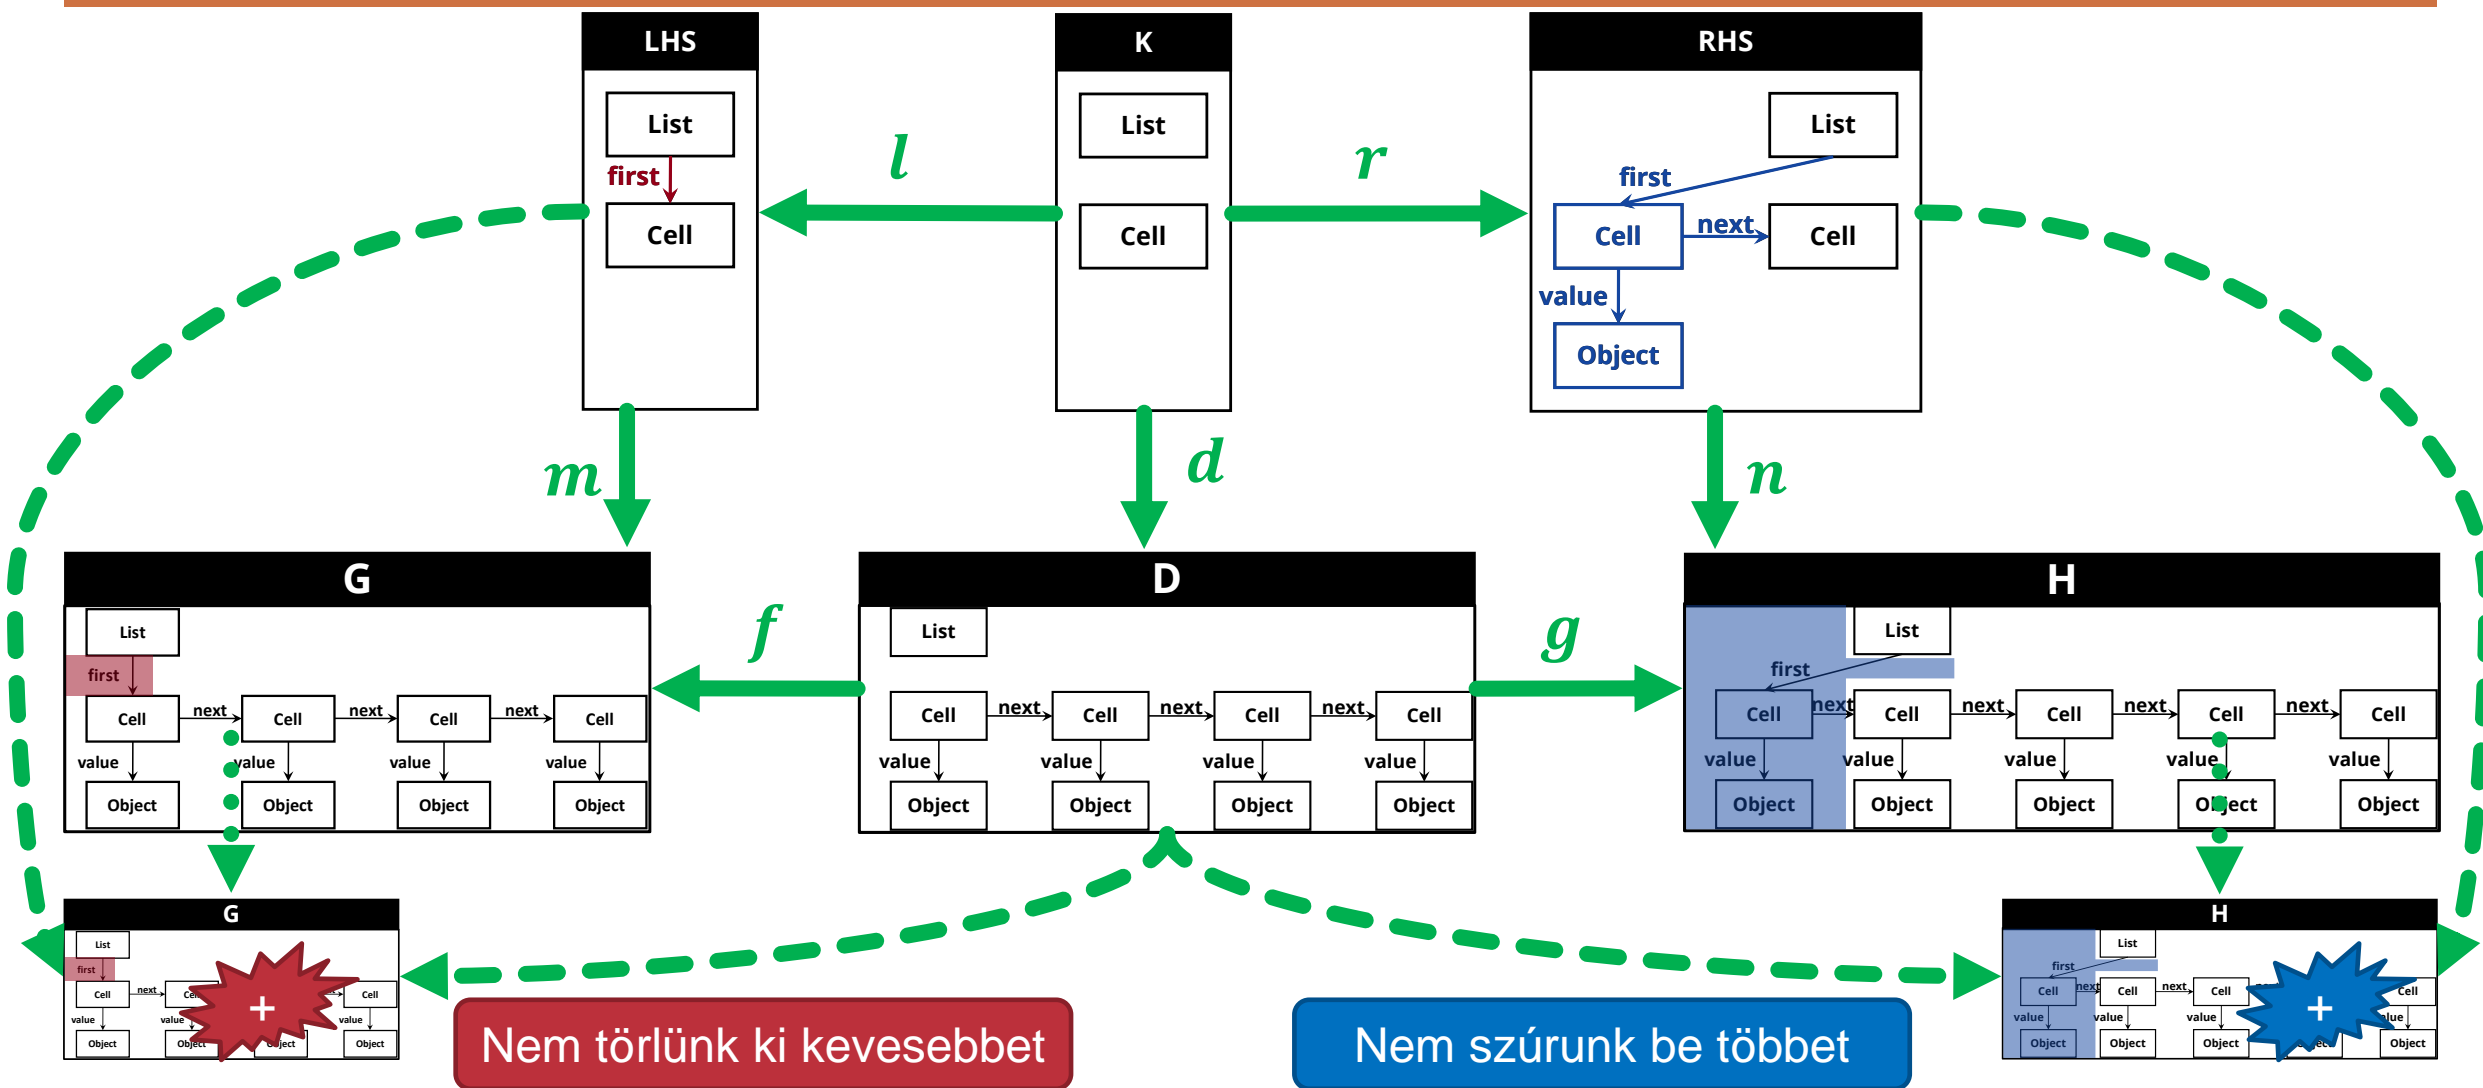 LHS
K
RHS
List
first
Cell
l
List
Cell
r
List
first
Cell
next
Cell
value
Object
m
d
n
G
D
H
List
first
Cell
next
Cell
next
Cell
next
Cell
value
value
value
value
Object
Object
Object
Object
f
List
Cell
next
Cell
next
Cell
next
Cell
value
value
value
value
Object
Object
Object
Object
g
List
first
Cell
next
Cell
next
Cell
next
Cell
next
Cell
value
value
value
value
value
Object
Object
Object
Object
Object
G
List
first
Cell
next
Cell
value
value
value
Object
Object
Object
+
Nem törlünk ki kevesebbet
Nem szúrunk be többet
H
List
first
Cell
next
Cell
next
Cell
Cell
value
value
value
value
Object
Object
Object
Object
+